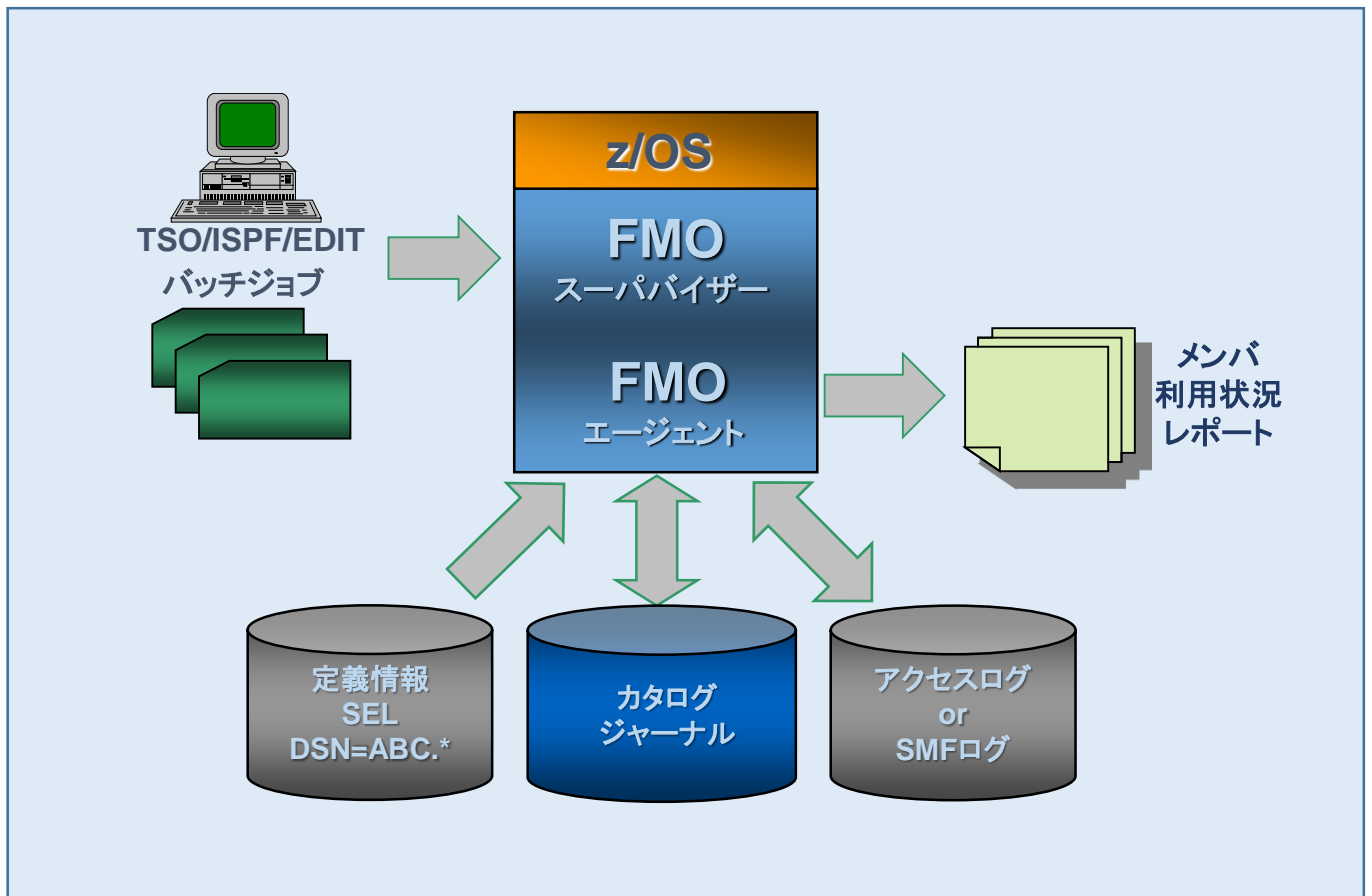 z/OS
TSO/ISPF/EDIT
バッチジョブ
FMO
スーパバイザー
FMO
エージェント
メンバ
利用状況
レポート
定義情報
SEL
DSN=ABC.*
カタログ
ジャーナル
アクセスログ
or
SMFログ